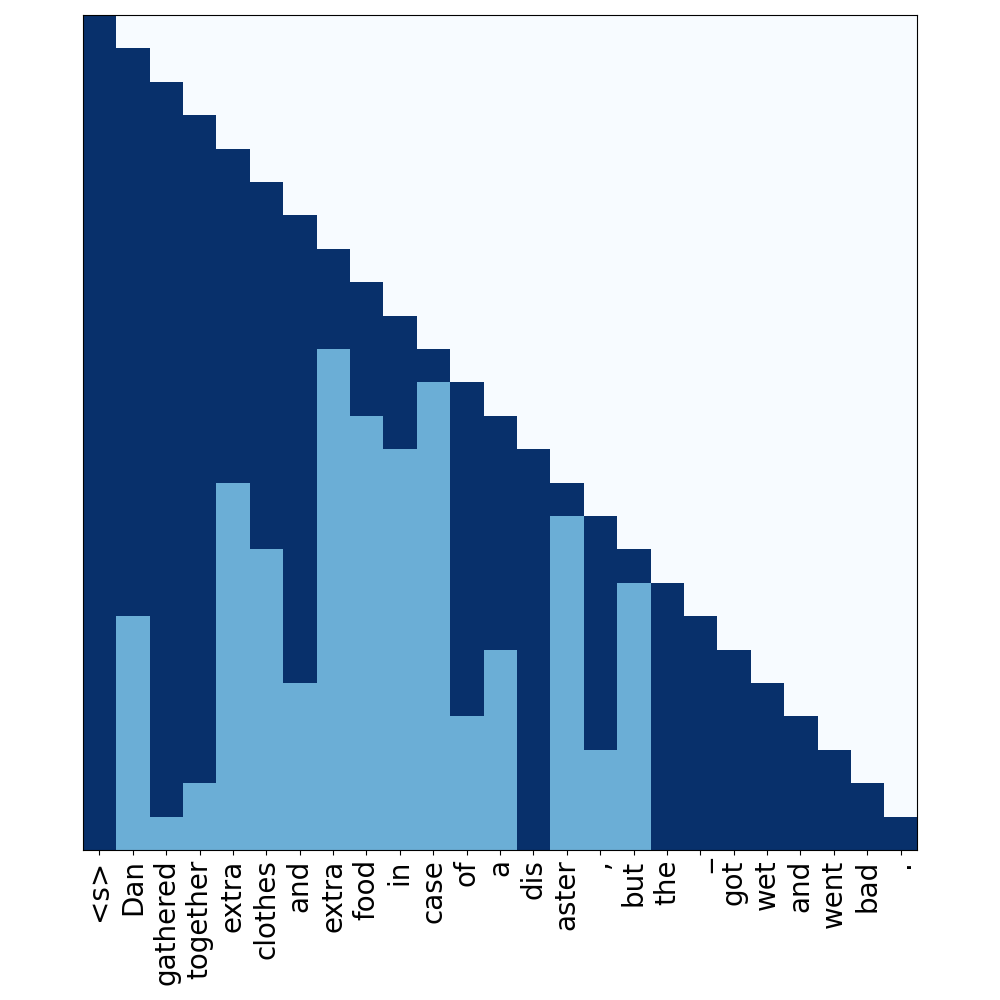 <s> Dan gathered together extra clothes and extra food in case of a dis aster , but the _ got wet and went bad .